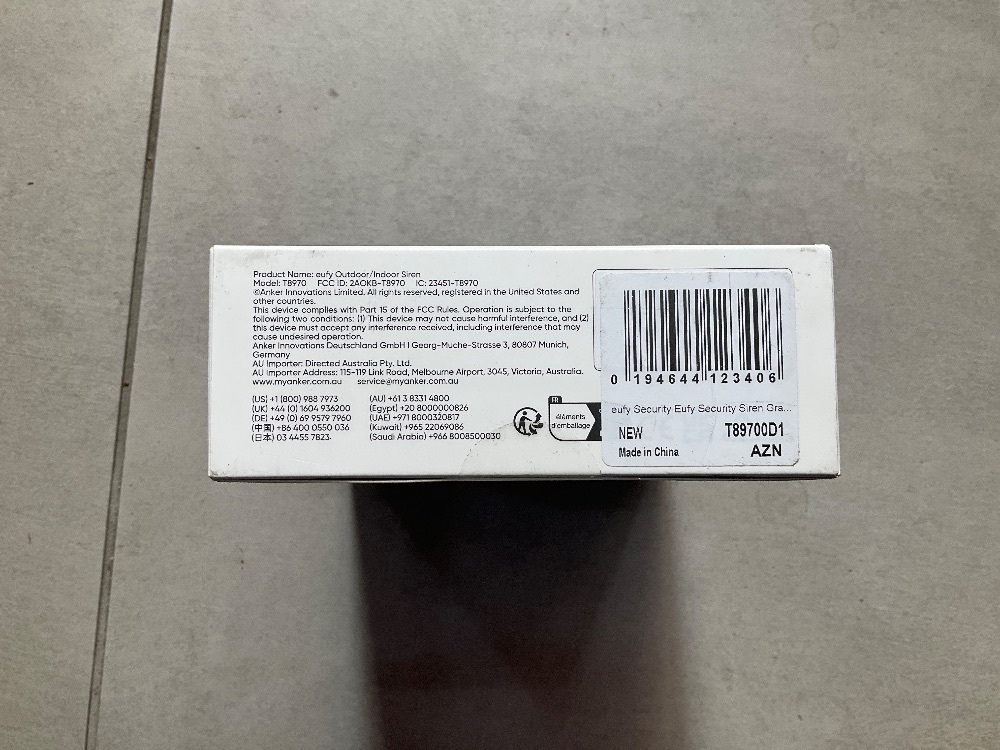 Product Name: eufy Outdoor/Indoor Siren
Model: T8970 FCC ID: 2AOKB-T8970 IC: 23451-T8970
©Anker Innovations Limited. All rights reserved, registered in the United States and
other countries.
This device complies with Part 15 of the FCC Rules. Operation is subject to the
following two conditions: (1) This device may not cause harmful interference, and (2)
this device must accept any interference received, including interference that may
cause undesired operation.
Anker Innovations Deutschland GmbH I Georg-Muche-Strasse 3, 80807 Munich,
Germany
AU Importer: Directed Australia Pty. Ltd.
AU Importer Address: 115-119 Link Road, Melbourne Airport, 3045, Victoria, Australia.
www.myanker.com.au service@myanker.com.au
(US) +1 (800) 988 7973
(UK) +44 (0) 1604 936200
(DE) +49 (0) 69 9579 7960
(中国) +86 400 0550 036
(日本) 03 4455 7823
(AU) +61 3 8331 4800
(Egypt) +20 8000000826
(UAE) +971 8000320817
(Kuwait) +965 22069086
(Saudi Arabia) +966 8008500030
FR
éléments
d'emballage
0 194644 123406
eufy Security Eufy Security Siren Gra...
NEW T89700D1
Made in China AZN